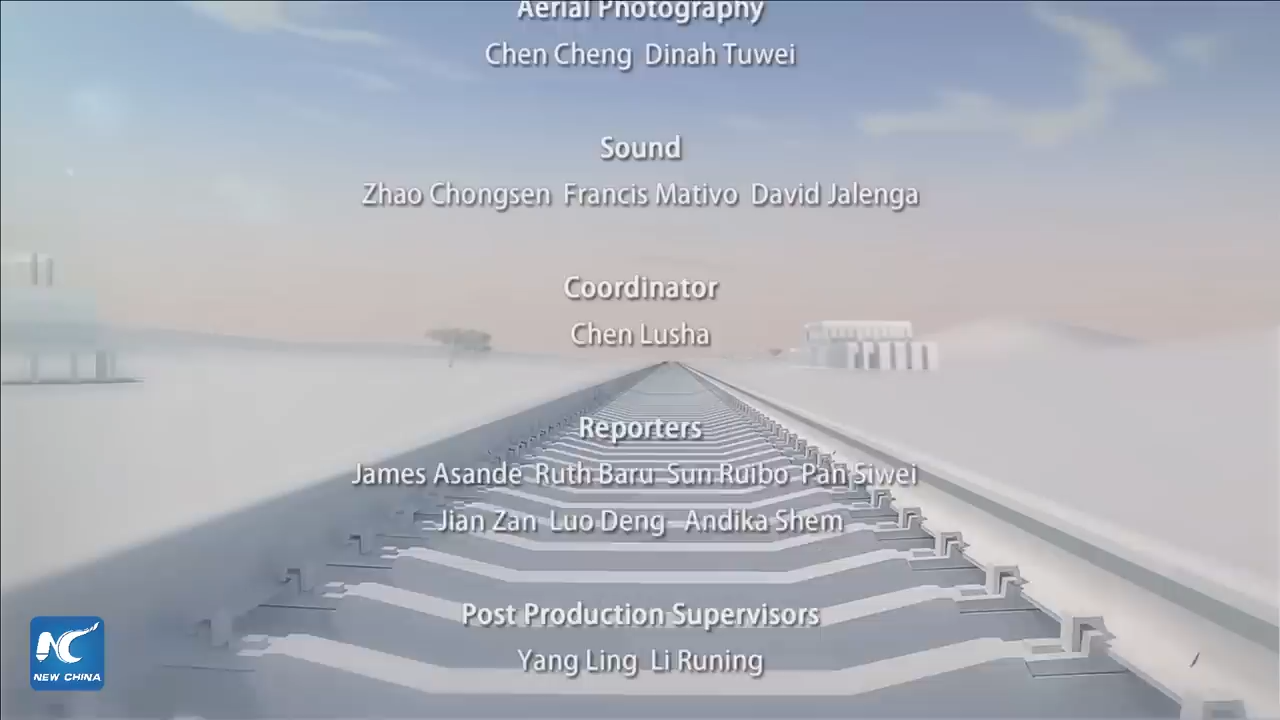 Aerial Photography
Chen Cheng Dinah Tuwei
Sound
Zhao Chongsen Francis Mativo David Jalenga
Coordinator
Chen Lusha
Reporters
James Asande Ruth Baru Sun Ruibo Pan Siwei
Jian Zan Luo Deng Andika Shem
Post Production Supervisors
Yang Ling Li Runing
NC
NEW CHINA